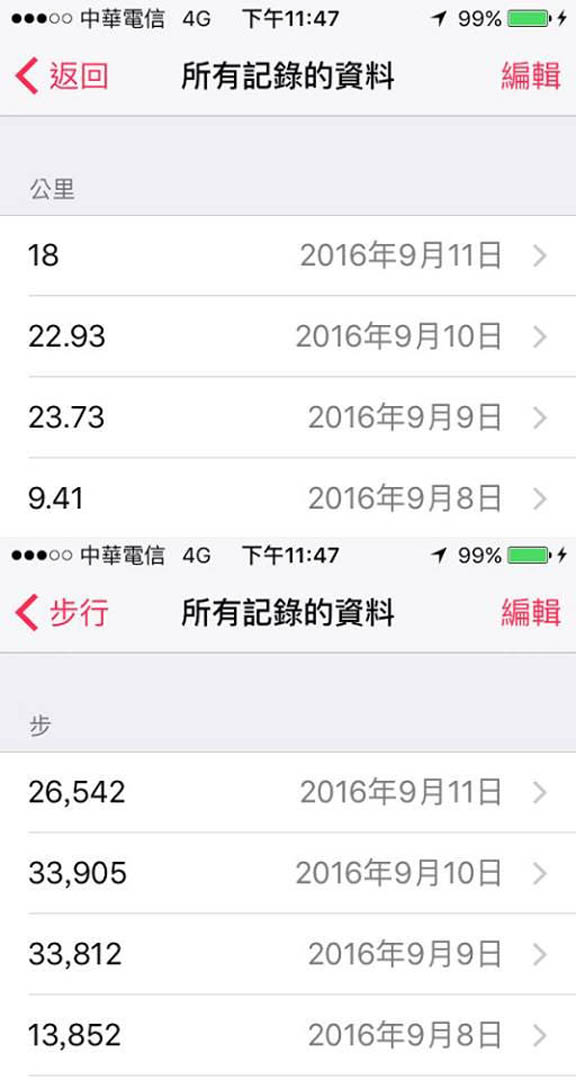 中華電信 4G 下午11:47 99%
返回 所有記錄的資料 編輯
公里
18 2016年9月11日
22.93 2016年9月10日
23.73 2016年9月9日
9.41 2016年9月8日
中華電信 4G 下午11:47 99%
步行 所有記錄的資料 編輯
步
26,542 2016年9月11日
33,905 2016年9月10日
33,812 2016年9月9日
13,852 2016年9月8日